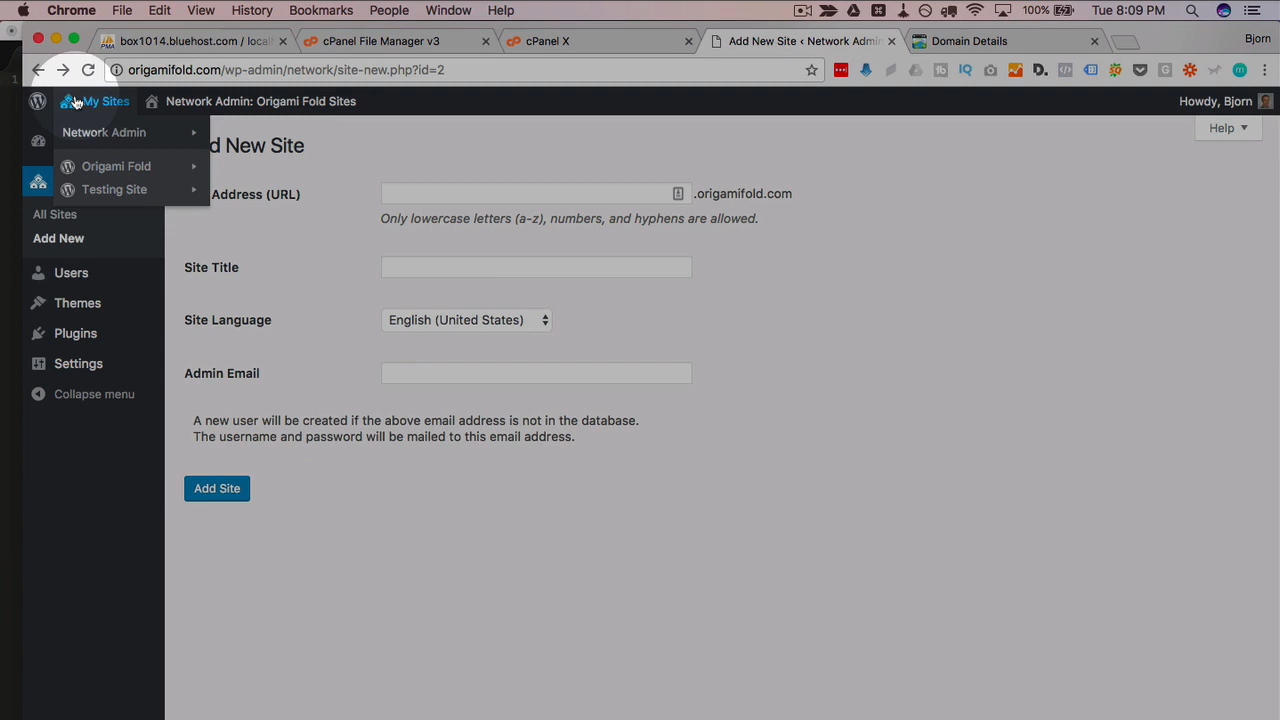 Chrome File Edit View History Bookmarks People Window Help 100% Tue 8:09 PM
box1014.bluehost.com / local cPanel File Manager v3 cPanel X Add New Site ‹ Network Admin Domain Details Bjorn
origamifold.com/wp-admin/network/site-new.php?id=2
My Sites Network Admin: Origami Fold Sites Howdy, Bjorn
Help
Network Admin
d New Site
Origami Fold
Testing Site
Address (URL) .origamifold.com
Only lowercase letters (a-z), numbers, and hyphens are allowed.
All Sites
Add New
Site Title
Users
Themes
Site Language English (United States)
Plugins
Settings
Admin Email
Collapse menu
A new user will be created if the above email address is not in the database.
The username and password will be mailed to this email address.
Add Site